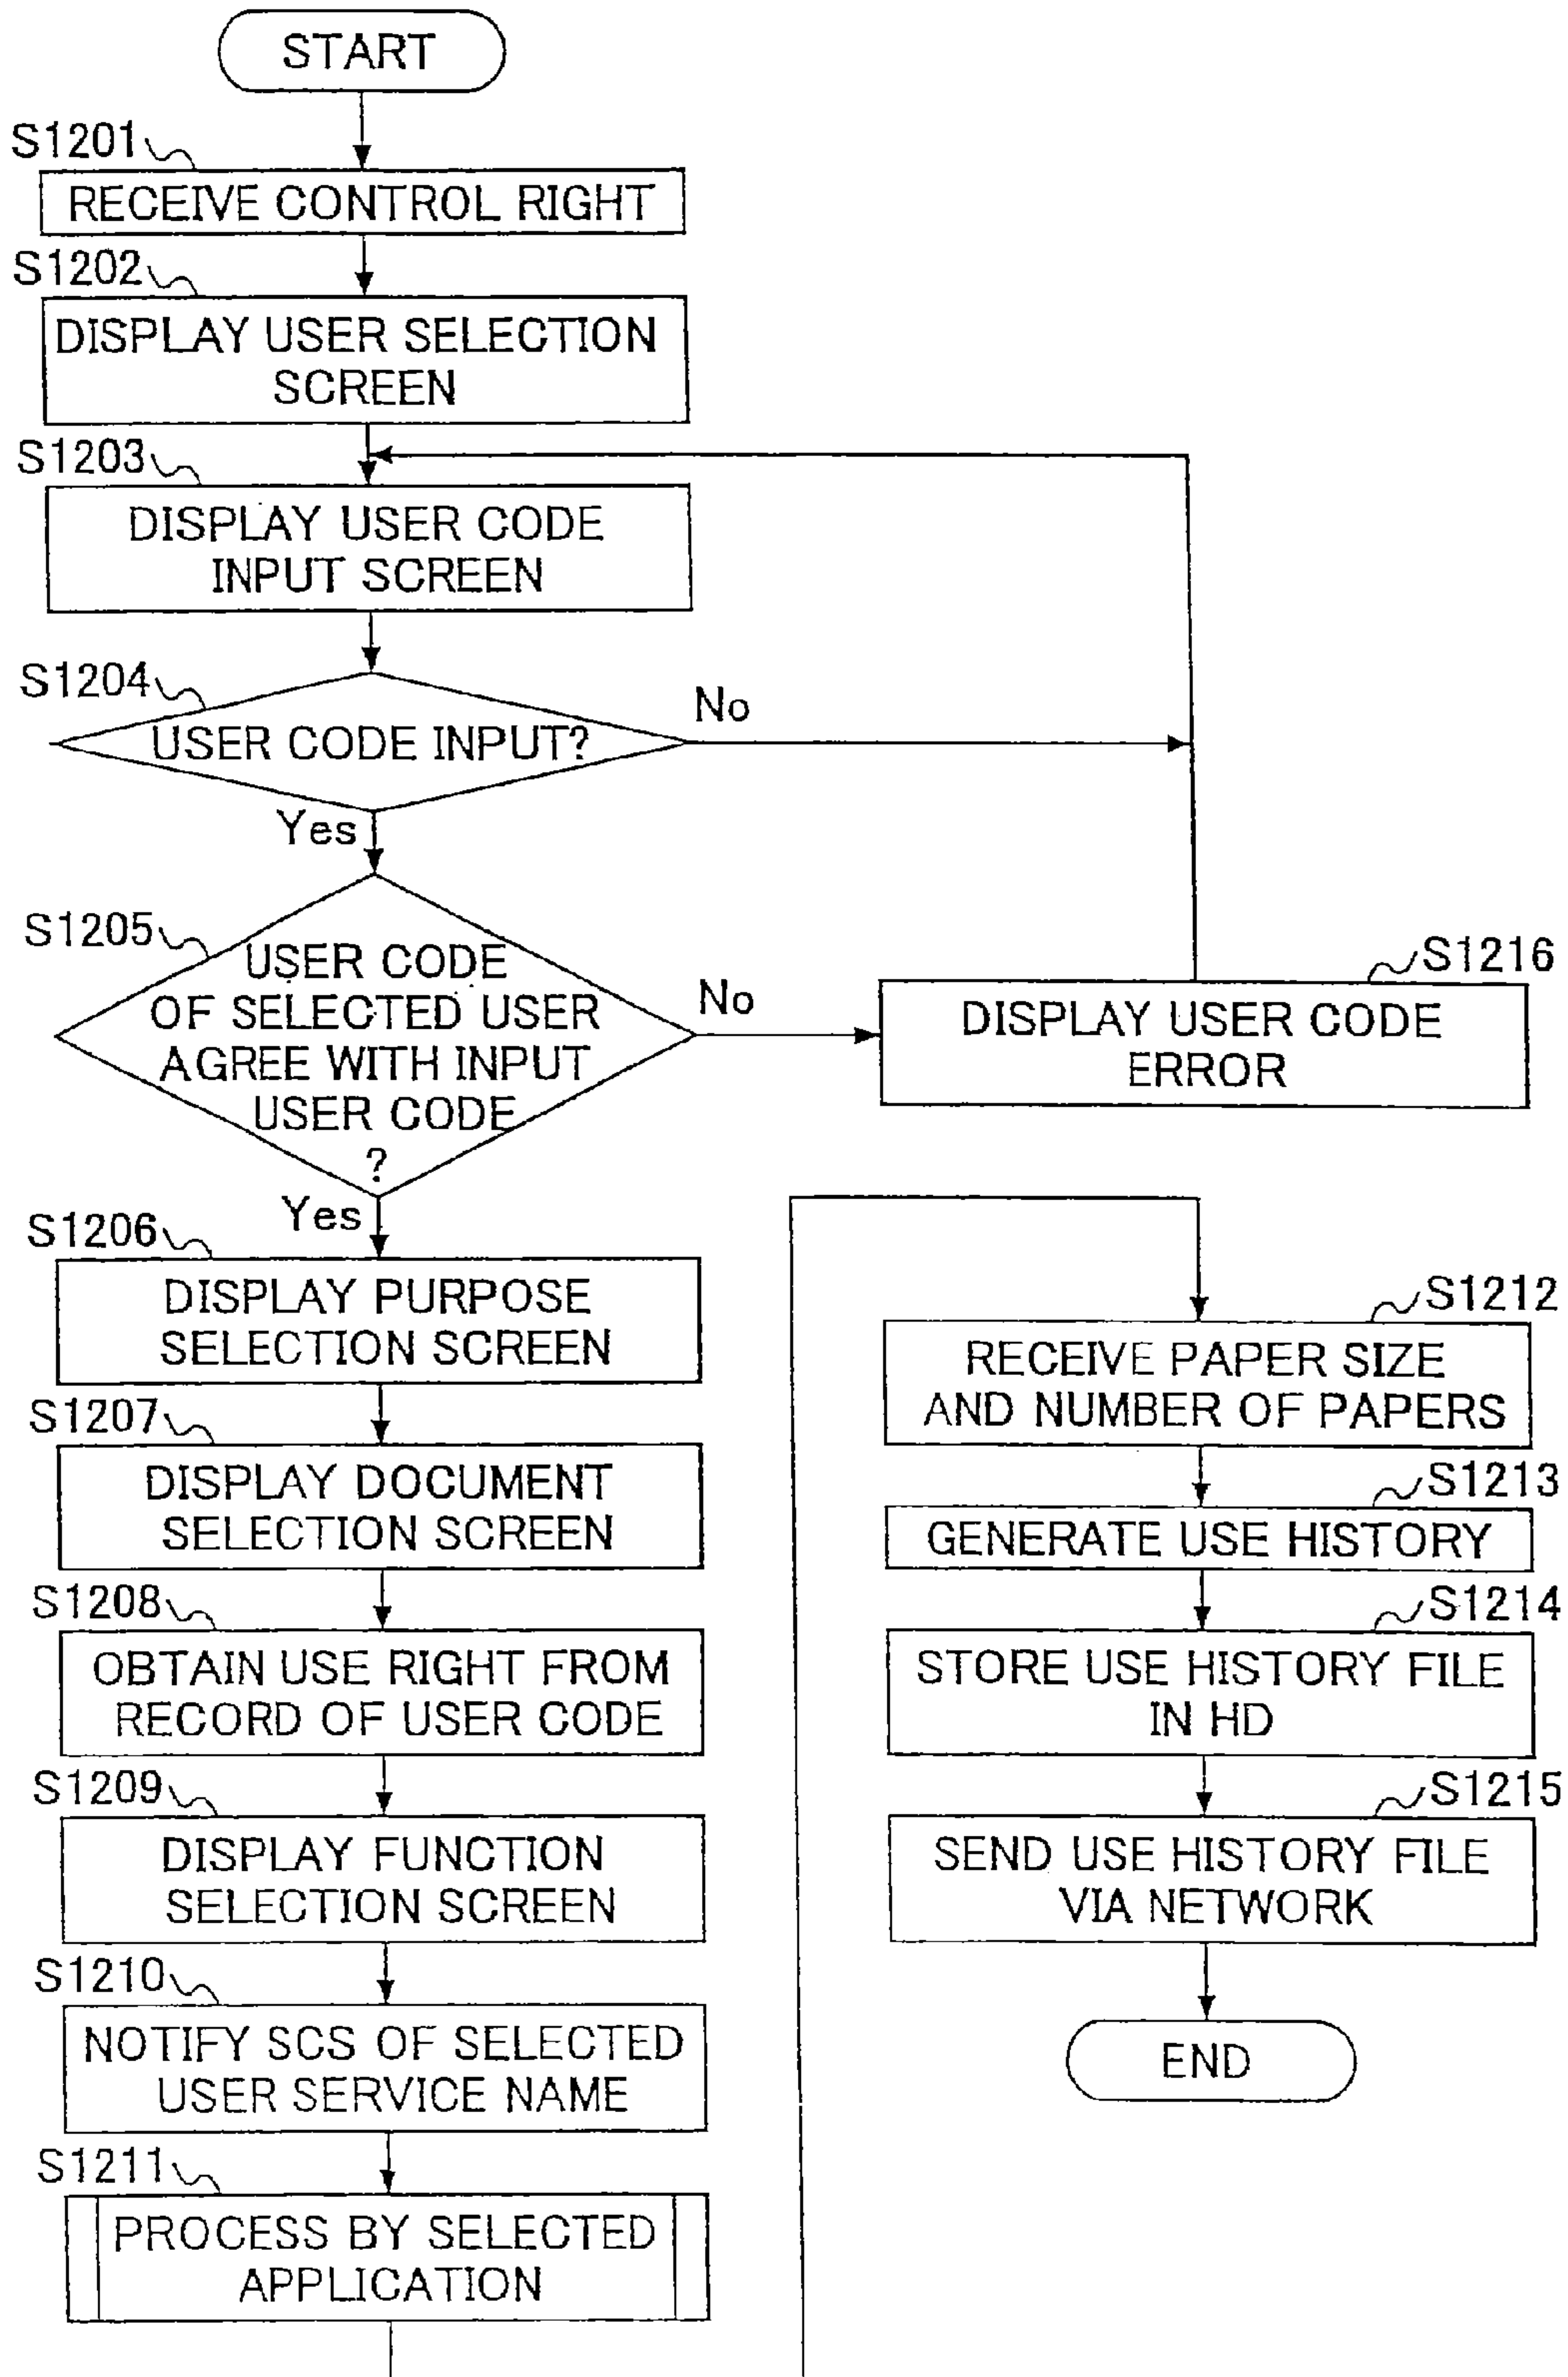 START
S1201
RECEIVE CONTROL RIGHT
S1202
DISPLAY USER SELECTION
SCREEN
S1203
DISPLAY USER CODE
INPUT SCREEN
S1204
USER CODE INPUT?
No
Yes
S1205
USER CODE
OF SELECTED USER
AGREE WITH INPUT
USER CODE
?
No
Yes
S1216
DISPLAY USER CODE
ERROR
S1206
DISPLAY PURPOSE
SELECTION SCREEN
S1207
DISPLAY DOCUMENT
SELECTION SCREEN
S1208
OBTAIN USE RIGHT FROM
RECORD OF USER CODE
S1209
DISPLAY FUNCTION
SELECTION SCREEN
S1210
NOTIFY SCS OF SELECTED
USER SERVICE NAME
S1211
PROCESS BY SELECTED
APPLICATION
S1212
RECEIVE PAPER SIZE
AND NUMBER OF PAPERS
S1213
GENERATE USE HISTORY
S1214
STORE USE HISTORY FILE
IN HD
S1215
SEND USE HISTORY FILE
VIA NETWORK
END